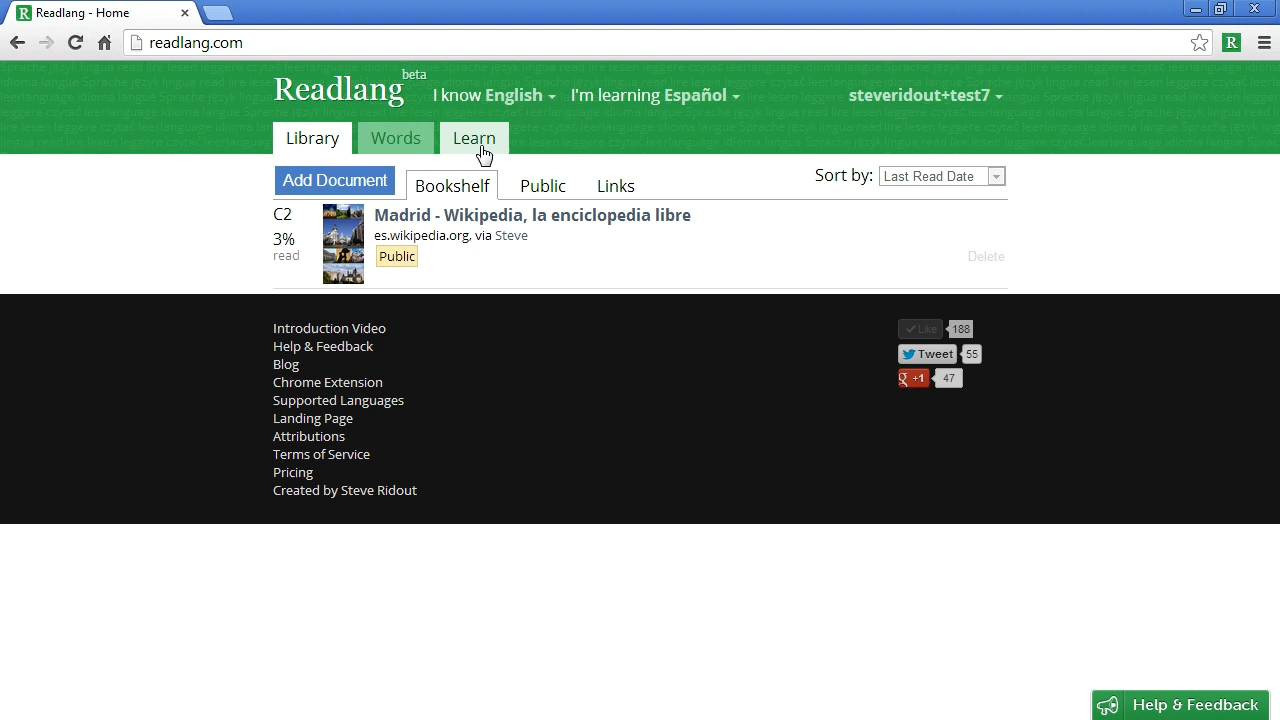 Readlang - Home
readlang.com
Readlang beta I know English I'm learning Español steveridout+test7
Library Words Learn
Add Document Bookshelf Public Links Sort by: Last Read Date
C2 Madrid - Wikipedia, la enciclopedia libre
3% es.wikipedia.org, via Steve
read Public Delete
Introduction Video
Like 188
Help & Feedback
Tweet 55
Blog
Chrome Extension
+1 47
Supported Languages
Landing Page
Attributions
Terms of Service
Pricing
Created by Steve Ridout
Help & Feedback